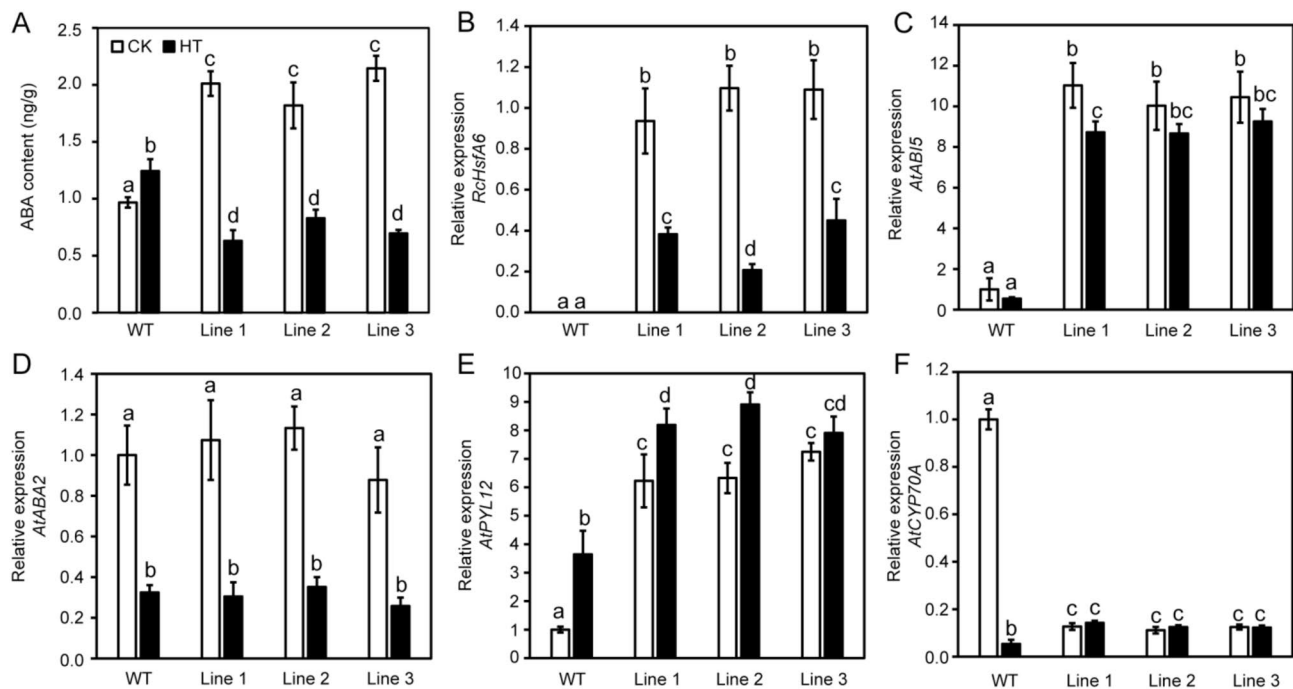 A
2.5
2.0
1.5
1.0
0.5
0.0
ABA content (ng/g)
CK HT
a b c d c d c d
WT Line 1 Line 2 Line 3
B
1.4
1.2
1.0
0.8
0.6
0.4
0.2
0.0
Relative expression
RcHsfA6
a a b c b d b c
WT Line 1 Line 2 Line 3
C
14
12
10
8
6
4
2
0
Relative expression
AtABI5
a a b c b bc b bc
WT Line 1 Line 2 Line 3
D
1.4
1.2
1.0
0.8
0.6
0.4
0.2
0.0
Relative expression
AtABA2
a b a b a b a b
WT Line 1 Line 2 Line 3
E
10
9
8
7
6
5
4
3
2
1
0
Relative expression
AtPYL12
a b c d c d c cd
WT Line 1 Line 2 Line 3
F
1.2
1.0
0.8
0.6
0.4
0.2
0.0
Relative expression
AtCYP70A
a b c c c c c c
WT Line 1 Line 2 Line 3